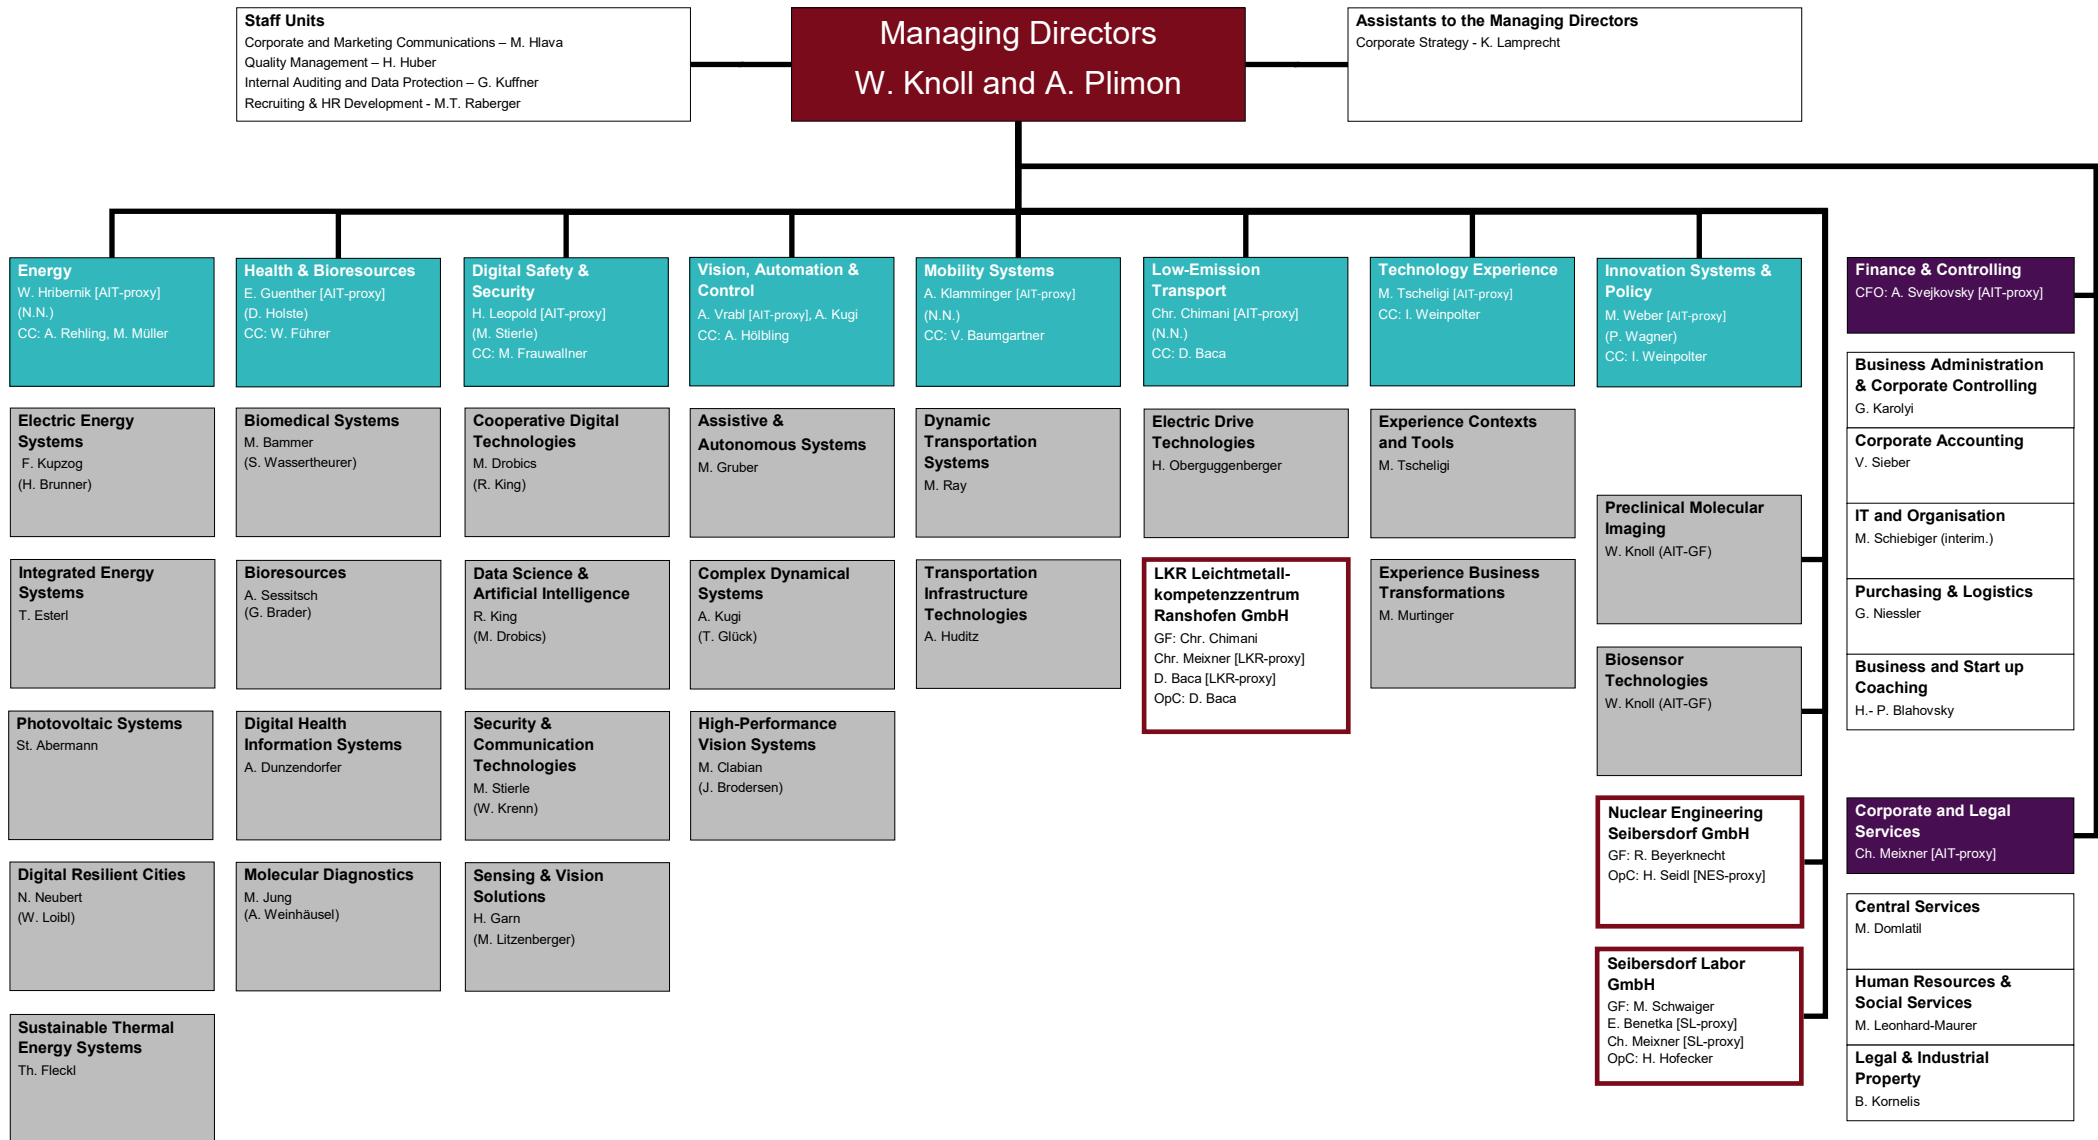 Staff Units
Corporate and Marketing Communications – M. Hlava
Quality Management – H. Huber
Internal Auditing and Data Protection – G. Kuffner
Recruiting & HR Development - M.T. Raberger
Managing Directors
W. Knoll and A. Plimon
Assistants to the Managing Directors
Corporate Strategy - K. Lamprecht
Energy
W. Hribernik [AIT-proxy]
(N.N.)
CC: A. Rehling, M. Müller
Electric Energy
Systems
F. Kupzog
(H. Brunner)
Integrated Energy
Systems
T. Esterl
Photovoltaic Systems
St. Abermann
Digital Resilient Cities
N. Neubert
(W. Loibl)
Sustainable Thermal
Energy Systems
Th. Fleckl
Health & Bioresources
E. Guenther [AIT-proxy]
(D. Holste)
CC: W. Führer
Biomedical Systems
M. Bammer
(S. Wassertheurer)
Bioresources
A. Sessitsch
(G. Brader)
Digital Health
Information Systems
A. Dunzendorfer
Molecular Diagnostics
M. Jung
(A. Weinhäusel)
Digital Safety &
Security
H. Leopold [AIT-proxy]
(M. Stierle)
CC: M. Frauwallner
Cooperative Digital
Technologies
M. Drobics
(R. King)
Data Science &
Artificial Intelligence
R. King
(M. Drobics)
Security &
Communication
Technologies
M. Stierle
(W. Krenn)
Sensing & Vision
Solutions
H. Garn
(M. Litzenberger)
Vision, Automation &
Control
A. Vrabl [AIT-proxy], A. Kugi
CC: A. Hölbling
Assistive &
Autonomous Systems
M. Gruber
Complex Dynamical
Systems
A. Kugi
(T. Glück)
High-Performance
Vision Systems
M. Clabian
(J. Brodersen)
Mobility Systems
A. Klamminger [AIT-proxy]
(N.N.)
CC: V. Baumgartner
Dynamic
Transportation
Systems
M. Ray
Transportation
Infrastructure
Technologies
A. Huditz
Low-Emission
Transport
Chr. Chimani [AIT-proxy]
(N.N.)
CC: D. Baca
Electric Drive
Technologies
H. Oberguggenberger
LKR Leichtmetall-
kompetenzzentrum
Ranshofen GmbH
GF: Chr. Chimani
Chr. Meixner [LKR-proxy]
D. Baca [LKR-proxy]
OpC: D. Baca
Technology Experience
M. Tscheligi [AIT-proxy]
CC: I. Weinpolter
Experience Contexts
and Tools
M. Tscheligi
Experience Business
Transformations
M. Murtinger
Innovation Systems &
Policy
M. Weber [AIT-proxy]
(P. Wagner)
CC: I. Weinpolter
Preclinical Molecular
Imaging
W. Knoll (AIT-GF)
Biosensor
Technologies
W. Knoll (AIT-GF)
Nuclear Engineering
Seibersdorf GmbH
GF: R. Beyerknecht
OpC: H. Seidl [NES-proxy]
Seibersdorf Labor
GmbH
GF: M. Schwaiger
E. Benetka [SL-proxy]
Ch. Meixner [SL-proxy]
OpC: H. Hofecker
Finance & Controlling
CFO: A. Svejkovsky [AIT-proxy]
Business Administration
& Corporate Controlling
G. Karolyi
Corporate Accounting
V. Sieber
IT and Organisation
M. Schiebiger (interim.)
Purchasing & Logistics
G. Niessler
Business and Start up
Coaching
H.- P. Blahovsky
Corporate and Legal
Services
Ch. Meixner [AIT-proxy]
Central Services
M. Domlatil
Human Resources &
Social Services
M. Leonhard-Maurer
Legal & Industrial
Property
B. Kornelis